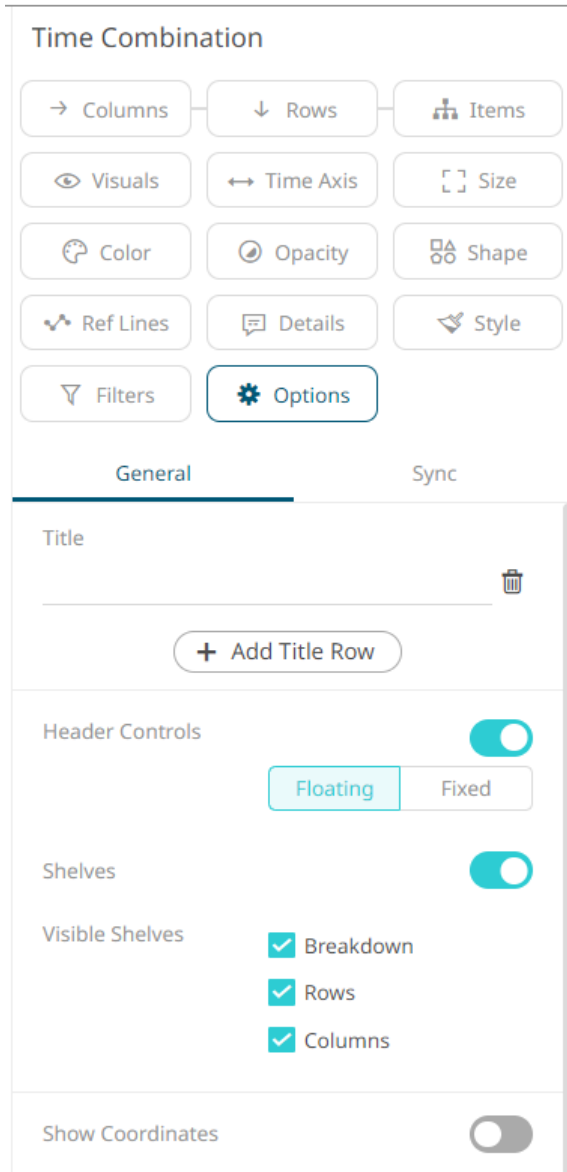 Time Combination
Columns Rows Items
Visuals Time Axis Size
Color Opacity Shape
Ref Lines Details Style
Filters Options
General Sync
Title
Add Title Row
Header Controls
Floating Fixed
Shelves
Visible Shelves
Breakdown
Rows
Columns
Show Coordinates